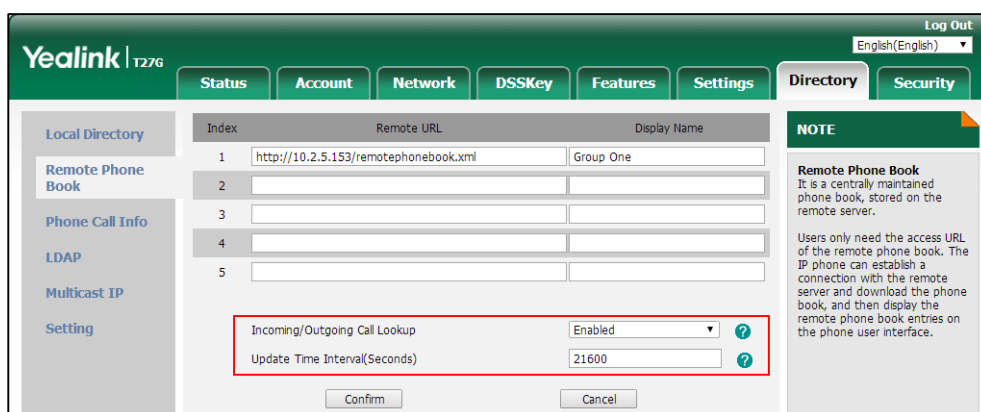 Log Out
Yealink | T27G
English(English)
Status Account Network DSSKey Features Settings Directory Security
Local Directory
Remote Phone
Book
Phone Call Info
LDAP
Multicast IP
Setting
Index Remote URL Display Name
1 http://10.2.5.153/remotephonebook.xml Group One
2
3
4
5
Incoming/Outgoing Call Lookup Enabled ?
Update Time Interval(Seconds) 21600 ?
Confirm Cancel
NOTE
Remote Phone Book
It is a centrally maintained
phone book, stored on the
remote server.
Users only need the access URL
of the remote phone book. The
IP phone can establish a
connection with the remote
server and download the phone
book, and then display the
remote phone book entries on
the phone user interface.